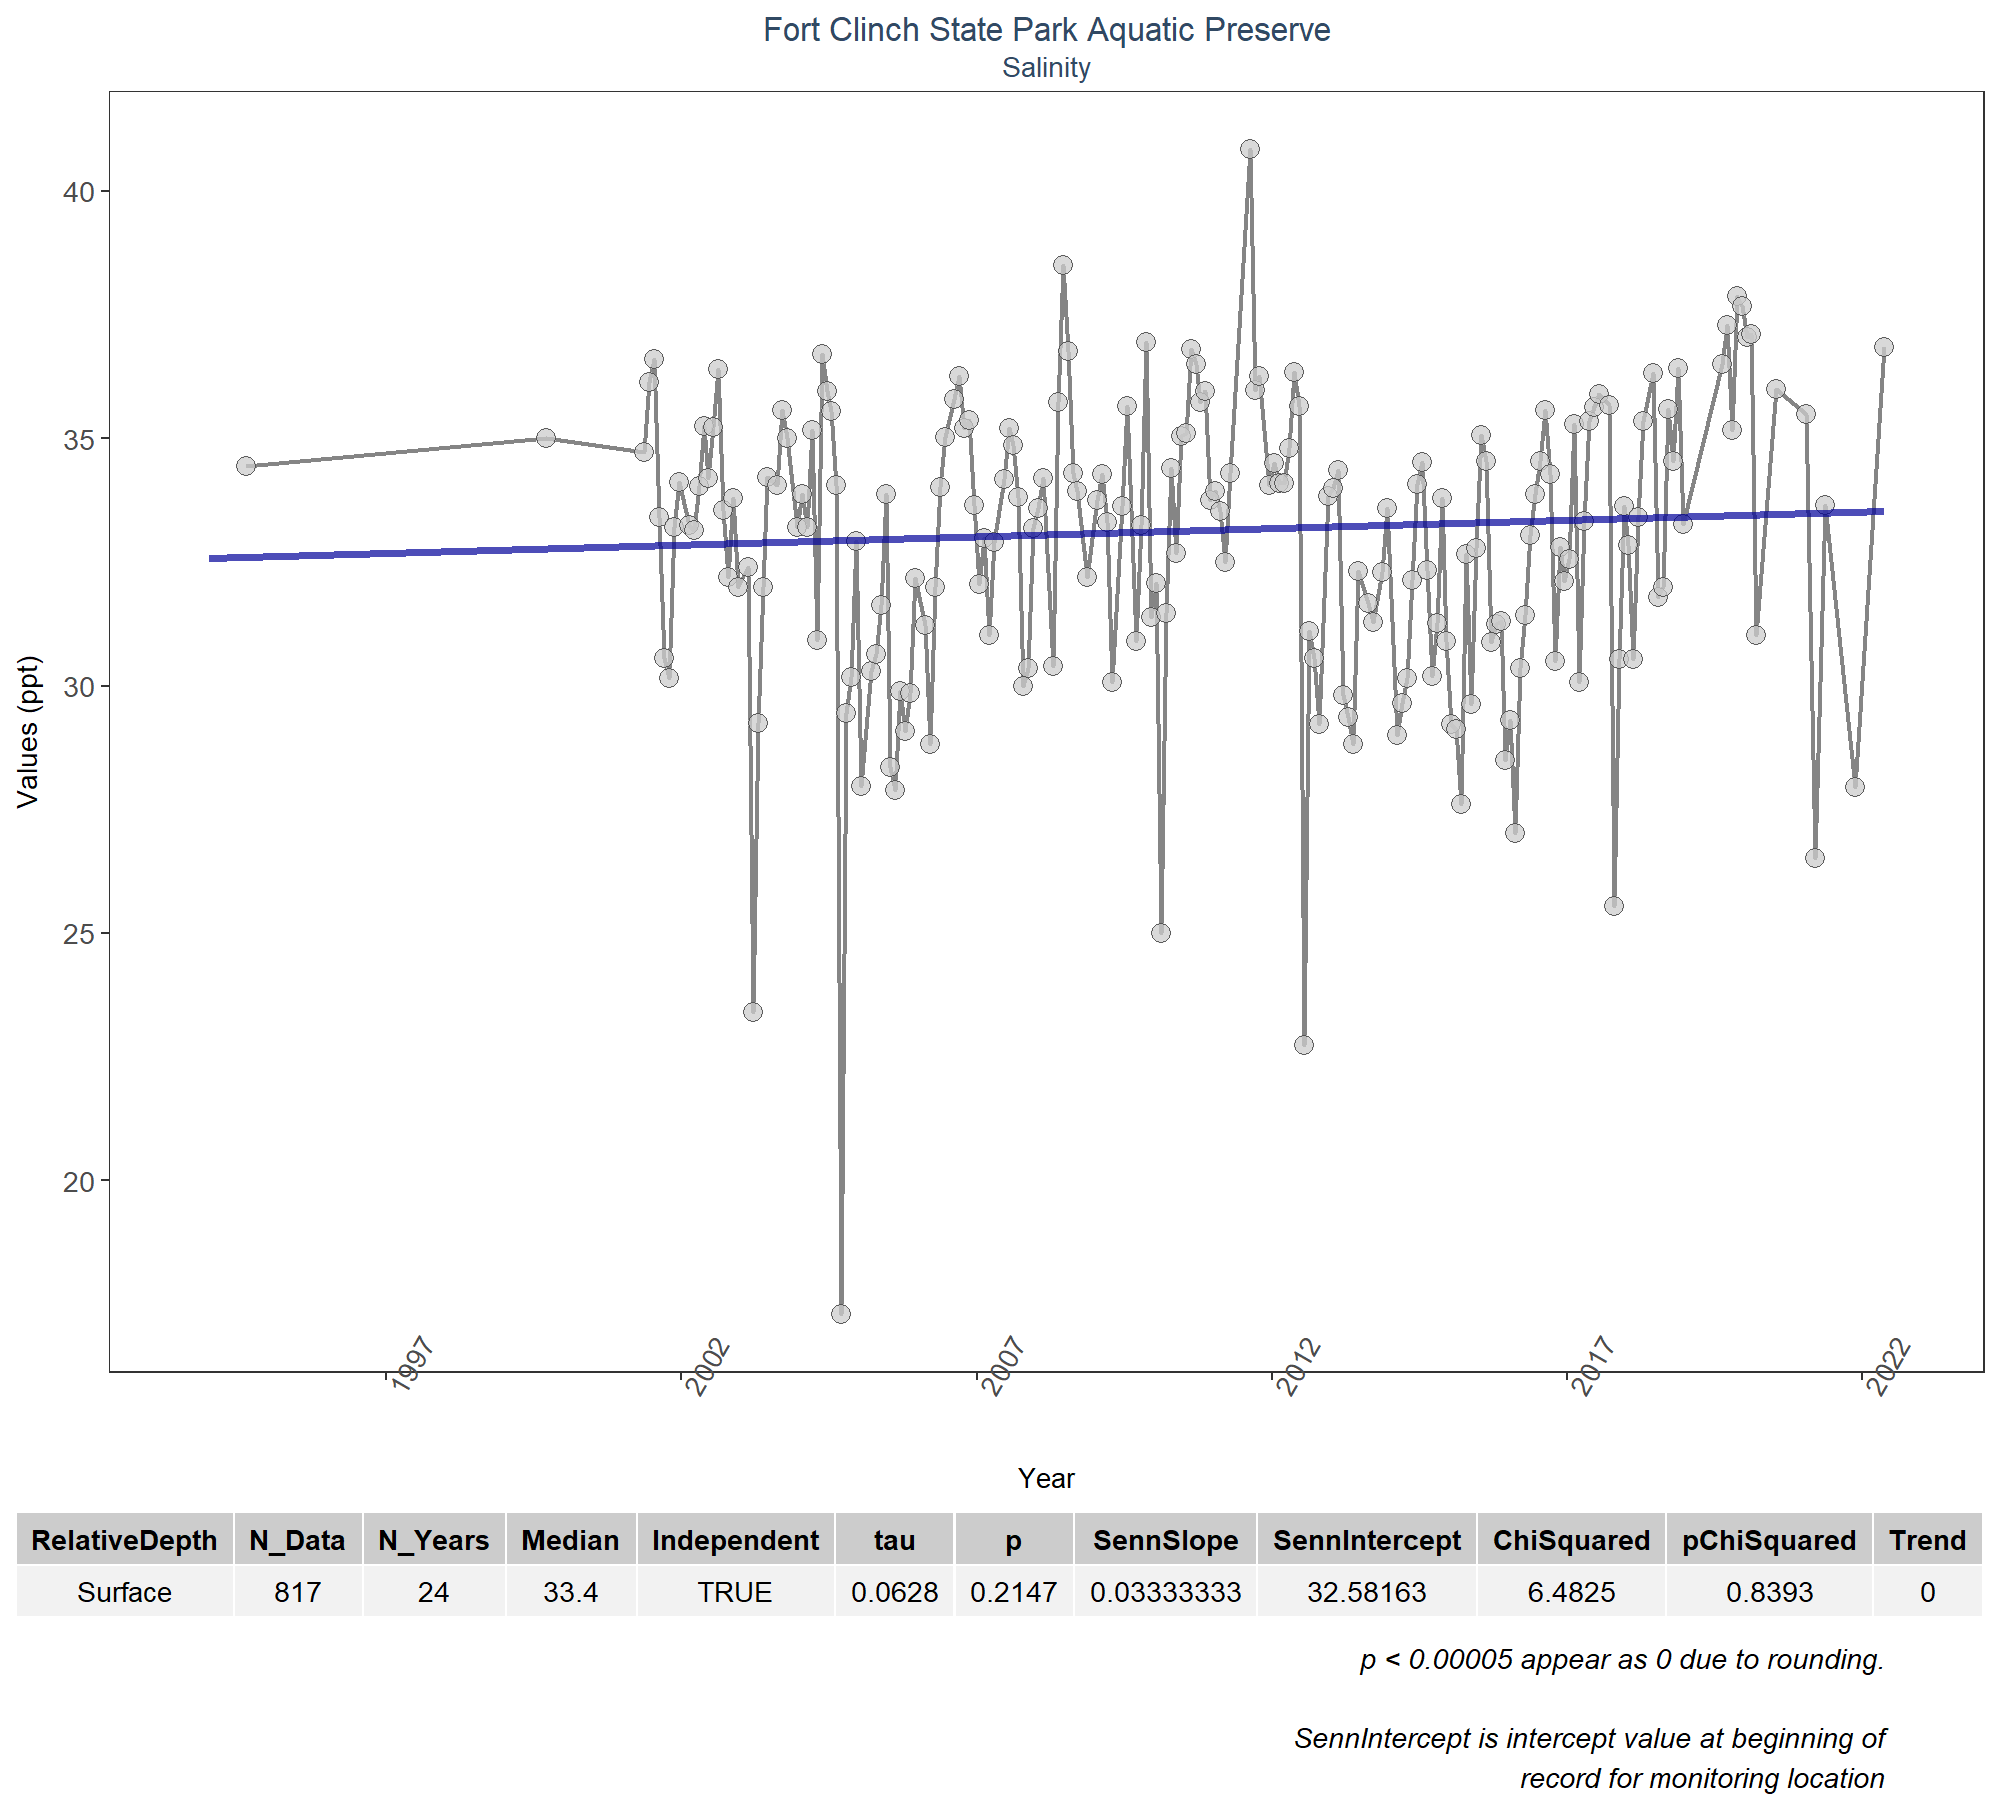 Fort Clinch State Park Aquatic Preserve
Salinity
Values (ppt)
40
35
30
25
20
1997 2002 2007 2012 2017 2022
Year
RelativeDepth N_Data N_Years Median Independent tau p SennSlope SennIntercept ChiSquared pChiSquared Trend
Surface 817 24 33.4 TRUE 0.0628 0.2147 0.03333333 32.58163 6.4825 0.8393 0
p < 0.00005 appear as 0 due to rounding.
SennIntercept is intercept value at beginning of
record for monitoring location